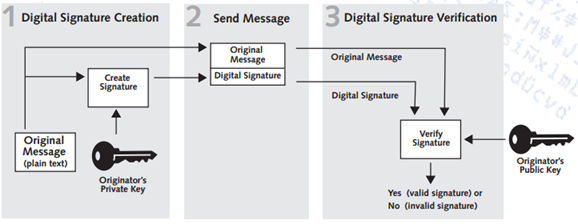 1 Digital Signature Creation
Original
Message
(plain text)
Create
Signature
Originator's
Private Key
2 Send Message
Original
Message
Digital Signature
3 Digital Signature Verification
Original Message
Digital Signature
Verify
Signature
Originator's
Public Key
Yes (valid signature) or
No (invalid signature)